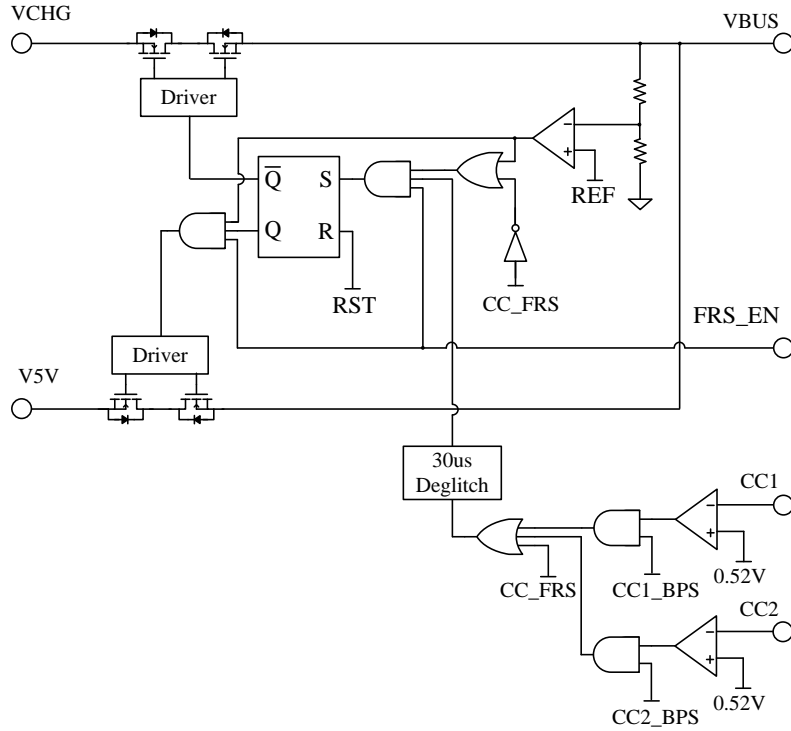 VCHG
VBUS
Driver
−
+
REF
Q̅
S
Q
R
RST
CC_FRS
FRS_EN
Driver
V5V
30us
Deglitch
CC1
−
+
0.52V
CC_FRS
CC1_BPS
CC2
−
+
0.52V
CC2_BPS